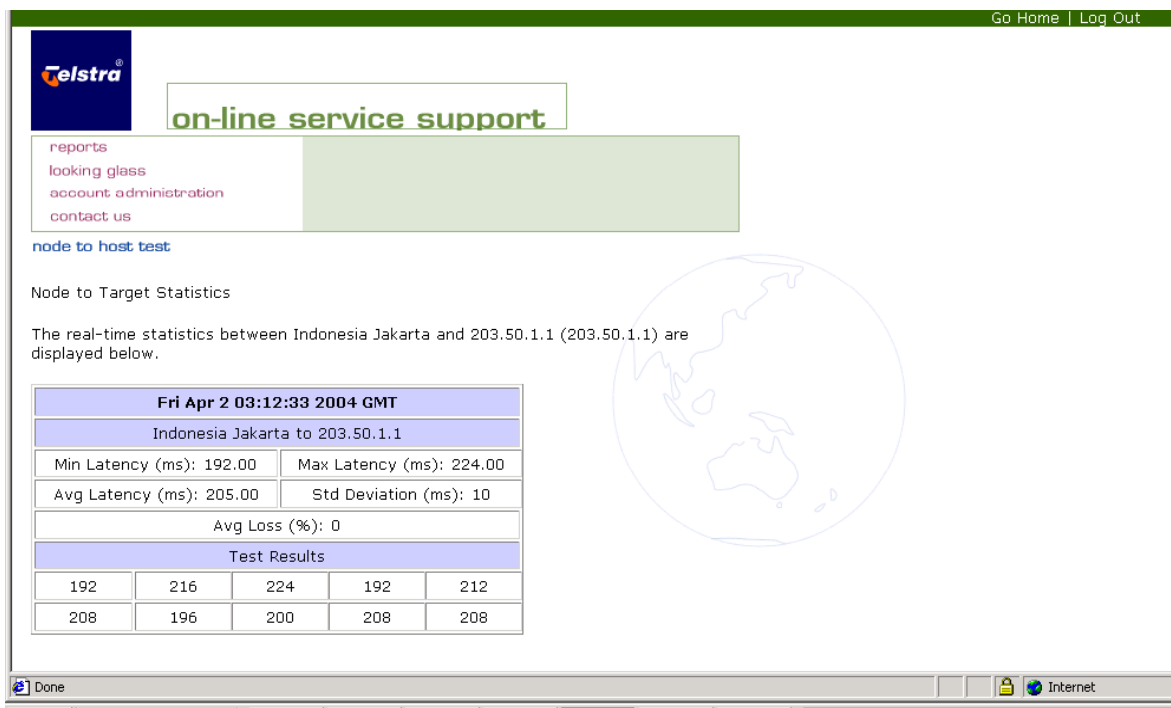 Go Home | Log Out
Telstra®
on-line service support
reports
looking glass
account administration
contact us
node to host test
Node to Target Statistics
The real-time statistics between Indonesia Jakarta and 203.50.1.1 (203.50.1.1) are
displayed below.
Fri Apr 2 03:12:33 2004 GMT
Indonesia Jakarta to 203.50.1.1
Min Latency (ms): 192.00 Max Latency (ms): 224.00
Avg Latency (ms): 205.00 Std Deviation (ms): 10
Avg Loss (%): 0
Test Results
192 216 224 192 212
208 196 200 208 208
Done Internet